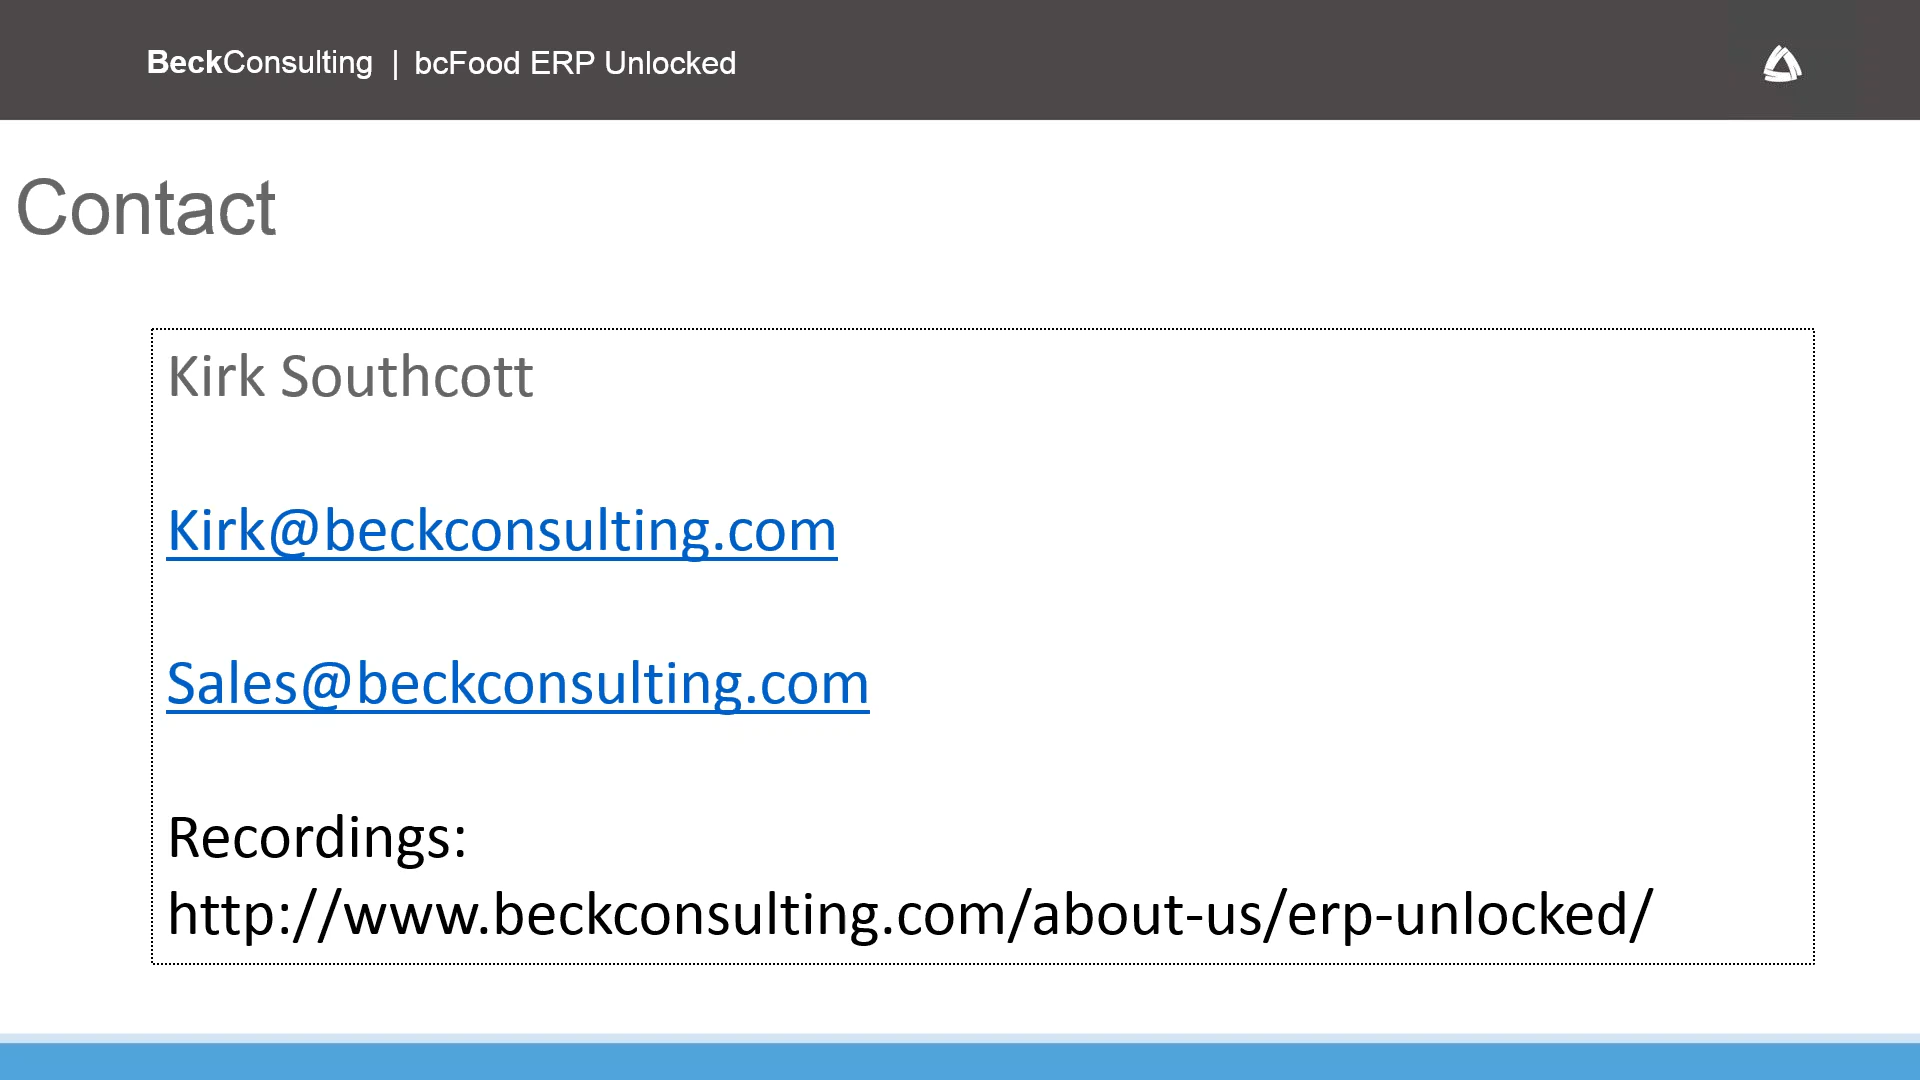 BeckConsulting | bcFood ERP Unlocked
Contact
Kirk Southcott
Kirk@beckconsulting.com
Sales@beckconsulting.com
Recordings:
http://www.beckconsulting.com/about-us/erp-unlocked/